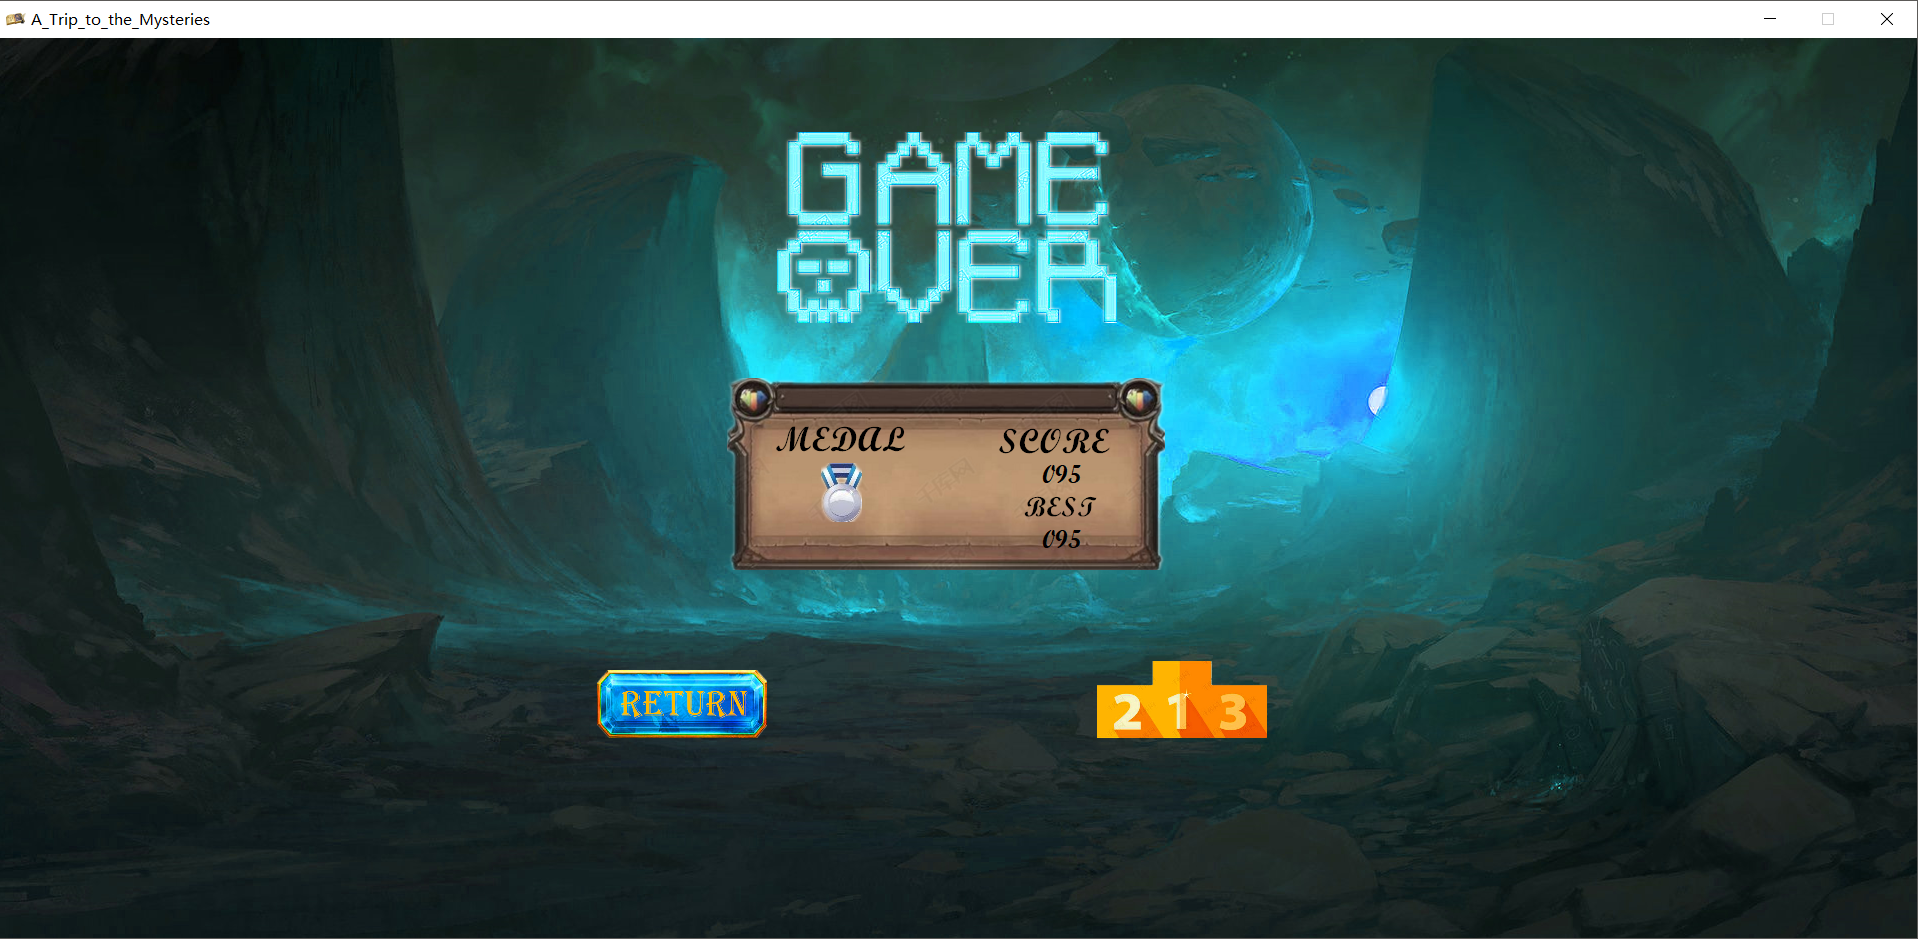 A_Trip_to_the_Mysteries
GAME
OVER
MEDAL
SCORE
095
BEST
095
RETURN
2 1 3